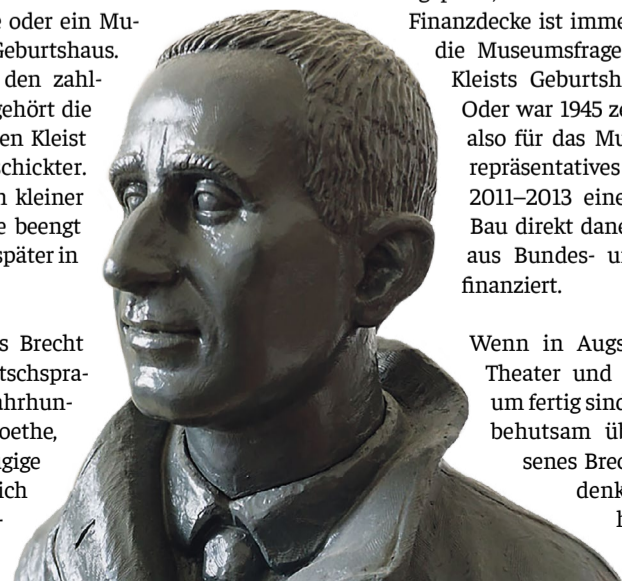 e oder ein Mu-
Geburtshaus.
den zahl-
gehört die
en Kleist
schickter.
n kleiner
e beengt
später in
s Brecht
tschspra-
ahrhun-
oethe,
gige
ich
-
Finanzdecke ist imme
die Museumsfrage
Kleists Geburtsh
Oder war 1945 ze
also für das Mu
repräsentatives
2011–2013 eine
Bau direkt dane
aus Bundes- u
finanziert.
Wenn in Augs
Theater und
um fertig sind
behutsam üb
senes Brec
denk